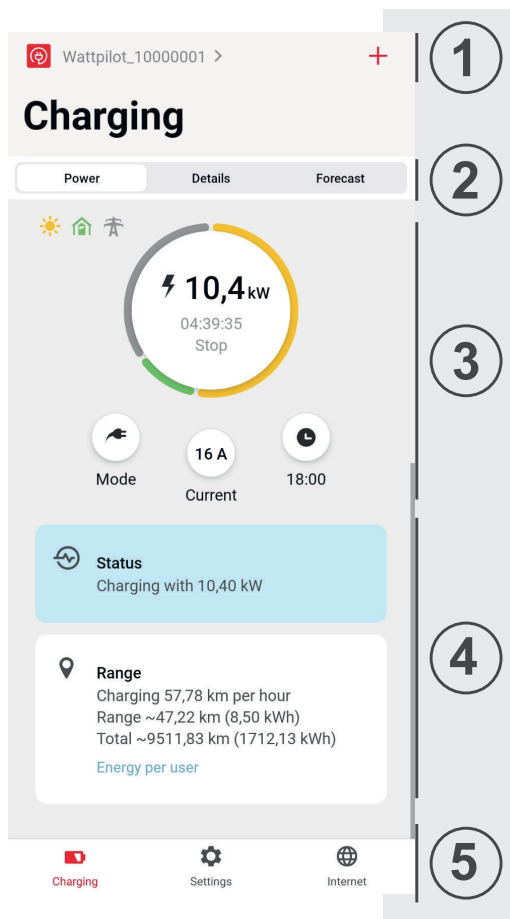 Wattpilot_10000001 >
+
1
Charging
Power
Details
Forecast
2
10,4 kW
04:39:35
Stop
3
16 A
Mode
Current
18:00
Status
Charging with 10,40 kW
Range
Charging 57,78 km per hour
Range ~47,22 km (8,50 kWh)
Total ~9511,83 km (1712,13 kWh)
Energy per user
4
Charging
Settings
Internet
5